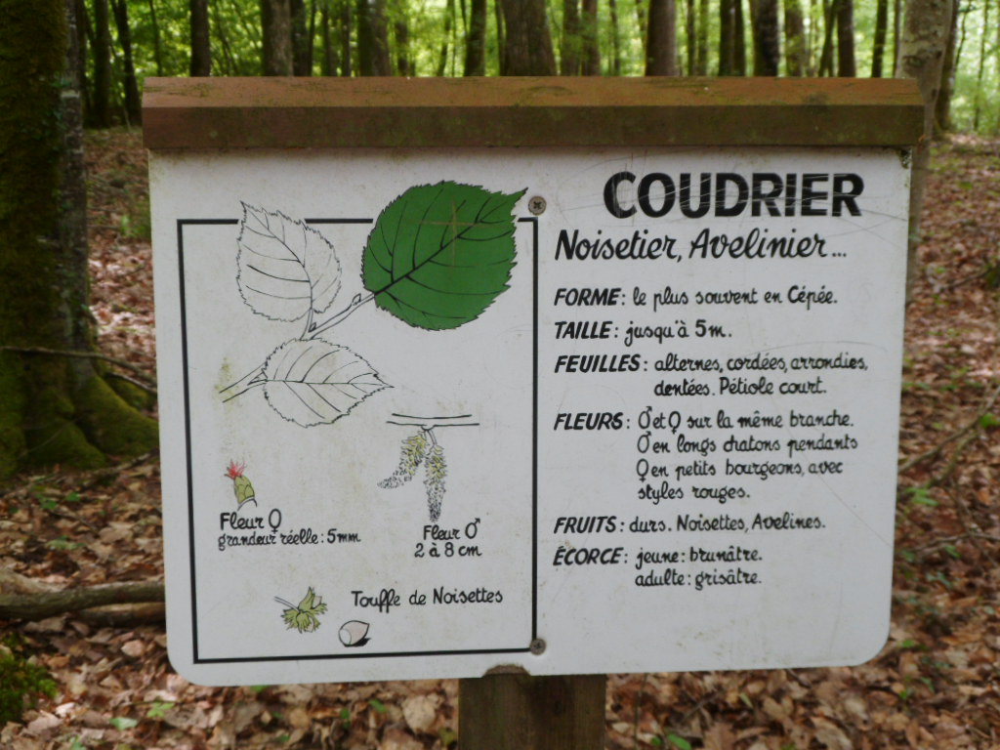 COUDRIER
Noisetier, Avelinier...
FORME: le plus souvent en Cépée.
TAILLE: jusqu'à 5m.
FEUILLES: alternes, cordées, arrondies,
dentées. Pétiole court.
FLEURS: ♂ et ♀ sur la même branche.
♂ en longs chatons pendants
♀ en petits bourgeons, avec
styles rouges.
FRUITS: durs. Noisettes, Avelines.
ÉCORCE: jeune: brunâtre.
adulte: grisâtre.
Fleur ♀
grandeur réelle: 5mm
Fleur ♂
2 à 8 cm
Touffe de Noisettes